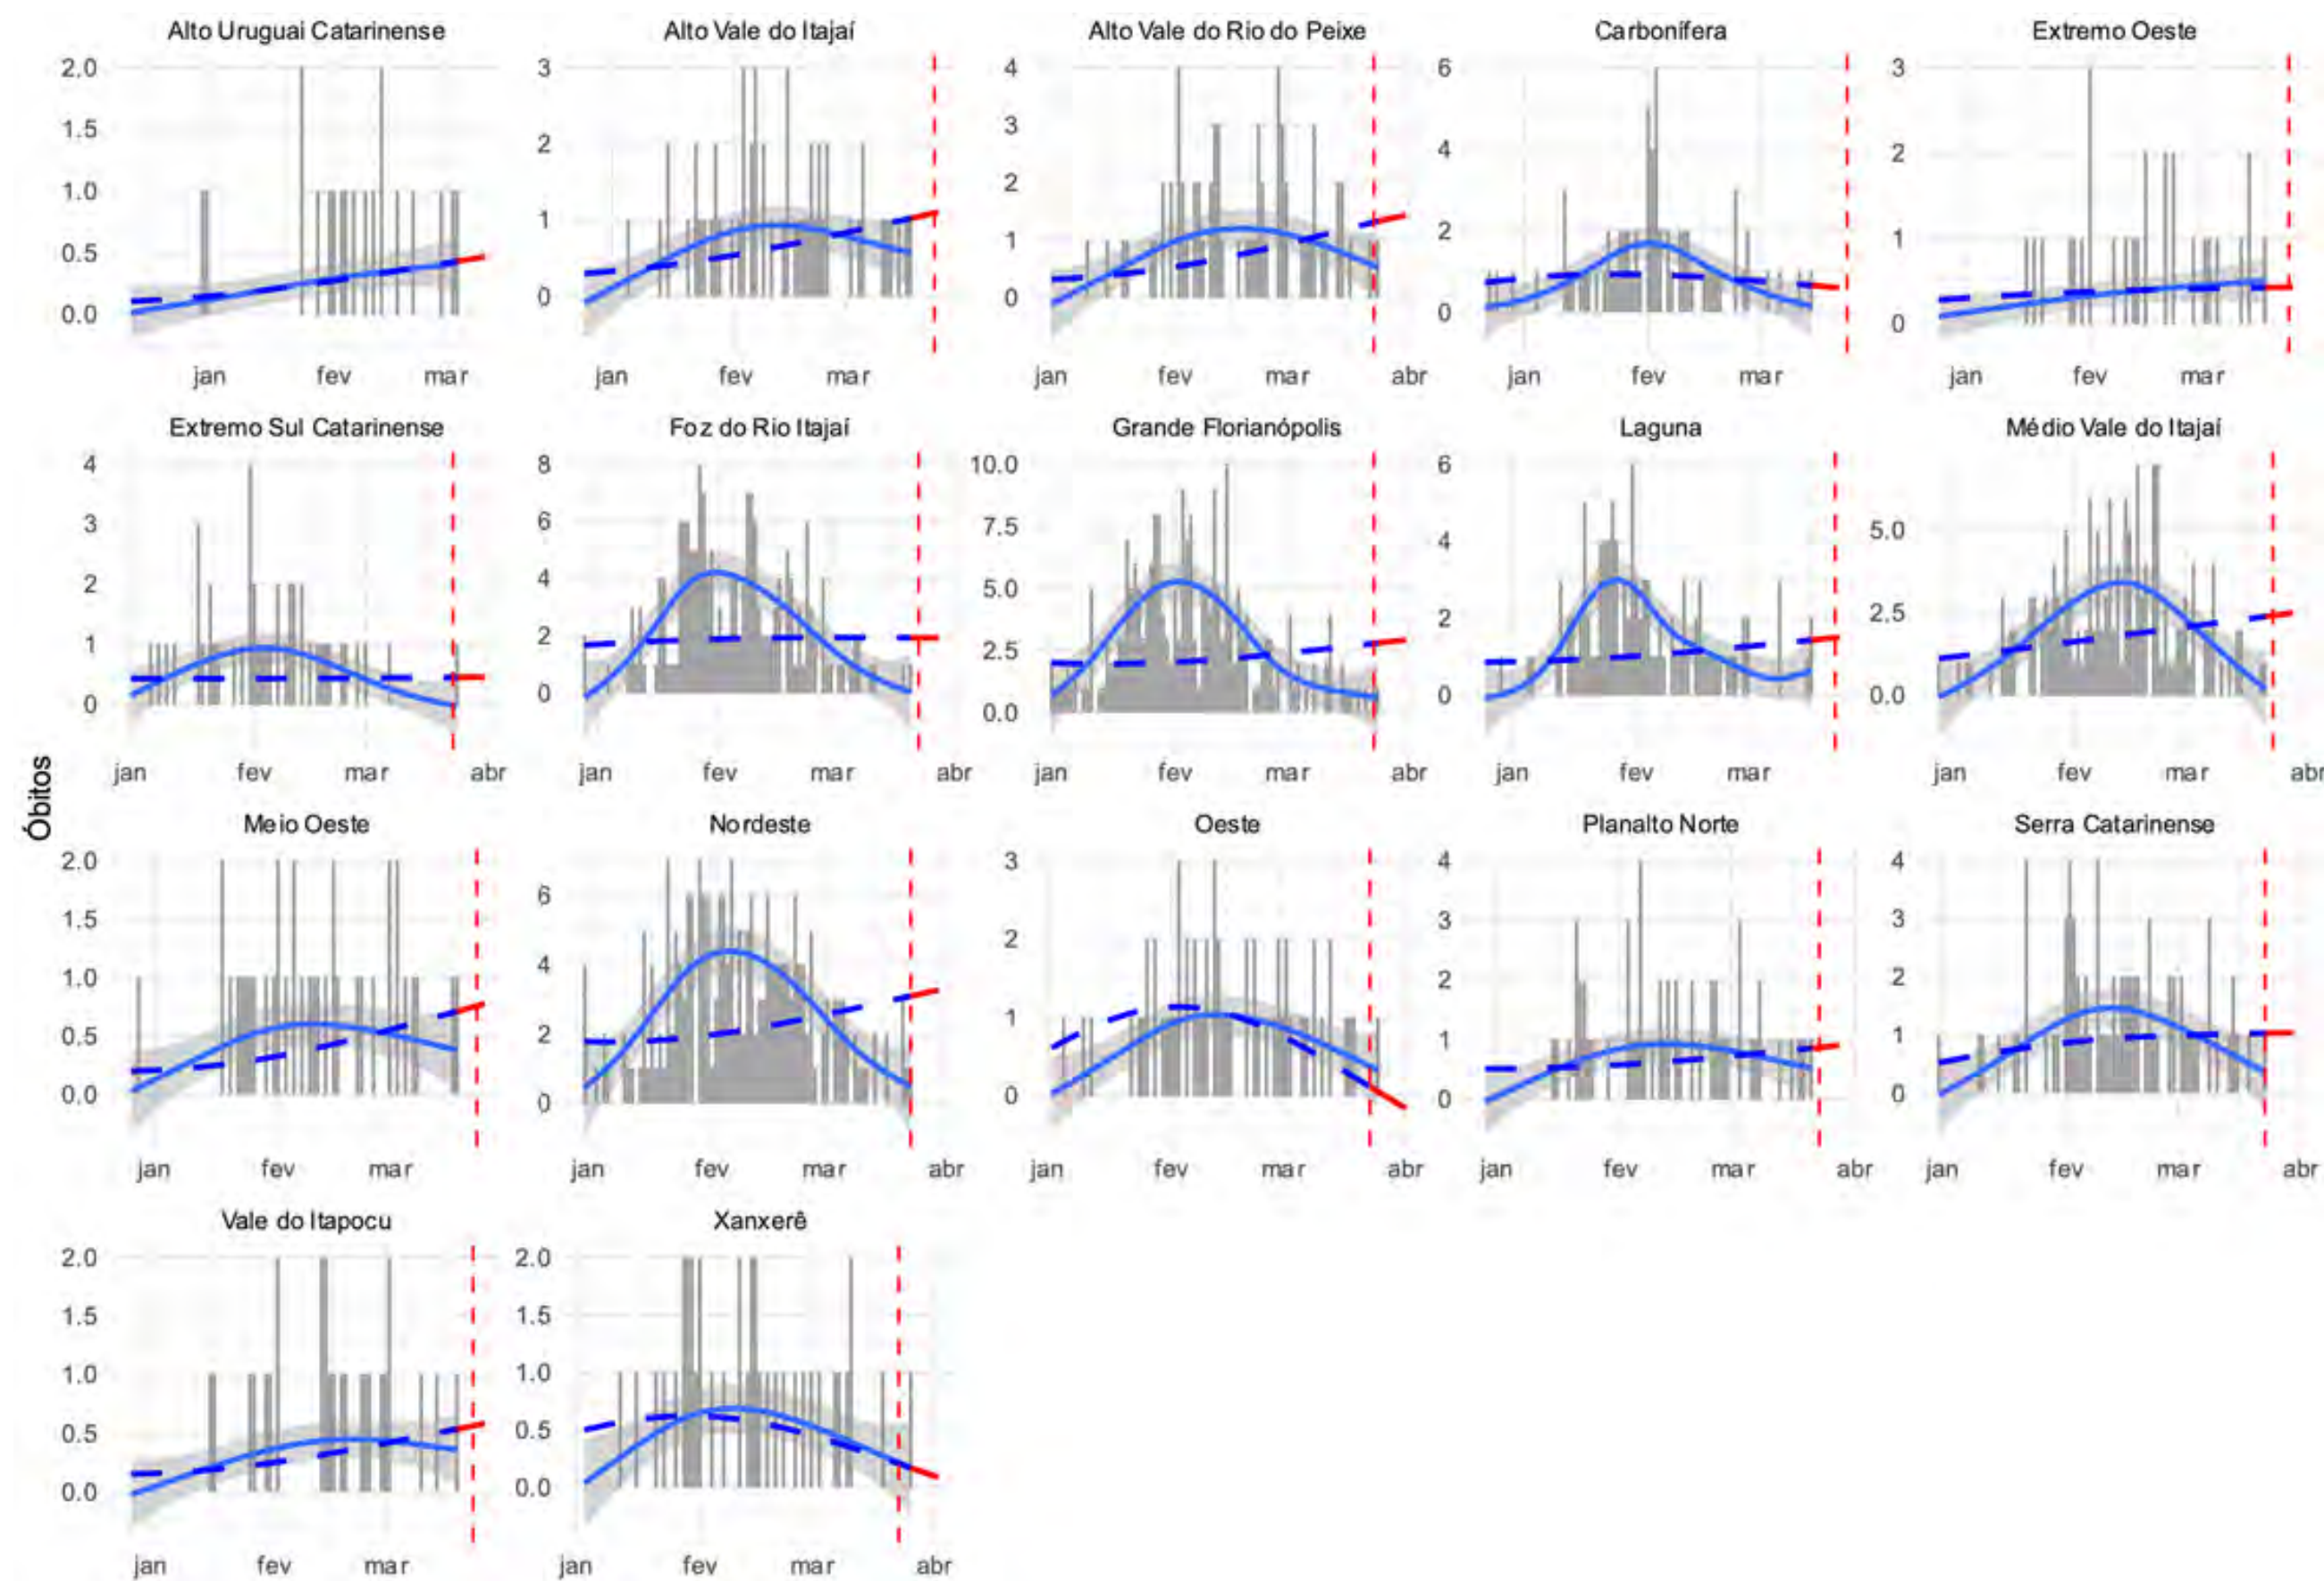 Óbitos
Alto Uruguai Catarinense
2.0
1.5
1.0
0.5
0.0
jan fev mar
Alto Vale do Itajaí
3
2
1
0
jan fev mar
Alto Vale do Rio do Peixe
4
3
2
1
0
jan fev mar abr
Carbonífera
6
4
2
0
jan fev mar
Extremo Oeste
3
2
1
0
jan fev mar
Extremo Sul Catarinense
4
3
2
1
0
jan fev mar abr
Foz do Rio Itajaí
8
6
4
2
0
jan fev mar abr
Grande Florianópolis
10.0
7.5
5.0
2.5
0.0
jan fev mar abr
Laguna
6
4
2
0
jan fev mar
Médio Vale do Itajaí
5.0
2.5
0.0
jan fev mar abr
Meio Oeste
2.0
1.5
1.0
0.5
0.0
jan fev mar
Nordeste
6
4
2
0
jan fev mar abr
Oeste
3
2
1
0
jan fev mar abr
Planalto Norte
4
3
2
1
0
jan fev mar abr
Serra Catarinense
4
3
2
1
0
jan fev mar abr
Vale do Itapocu
2.0
1.5
1.0
0.5
0.0
jan fev mar
Xanxerê
2.0
1.5
1.0
0.5
0.0
jan fev mar abr